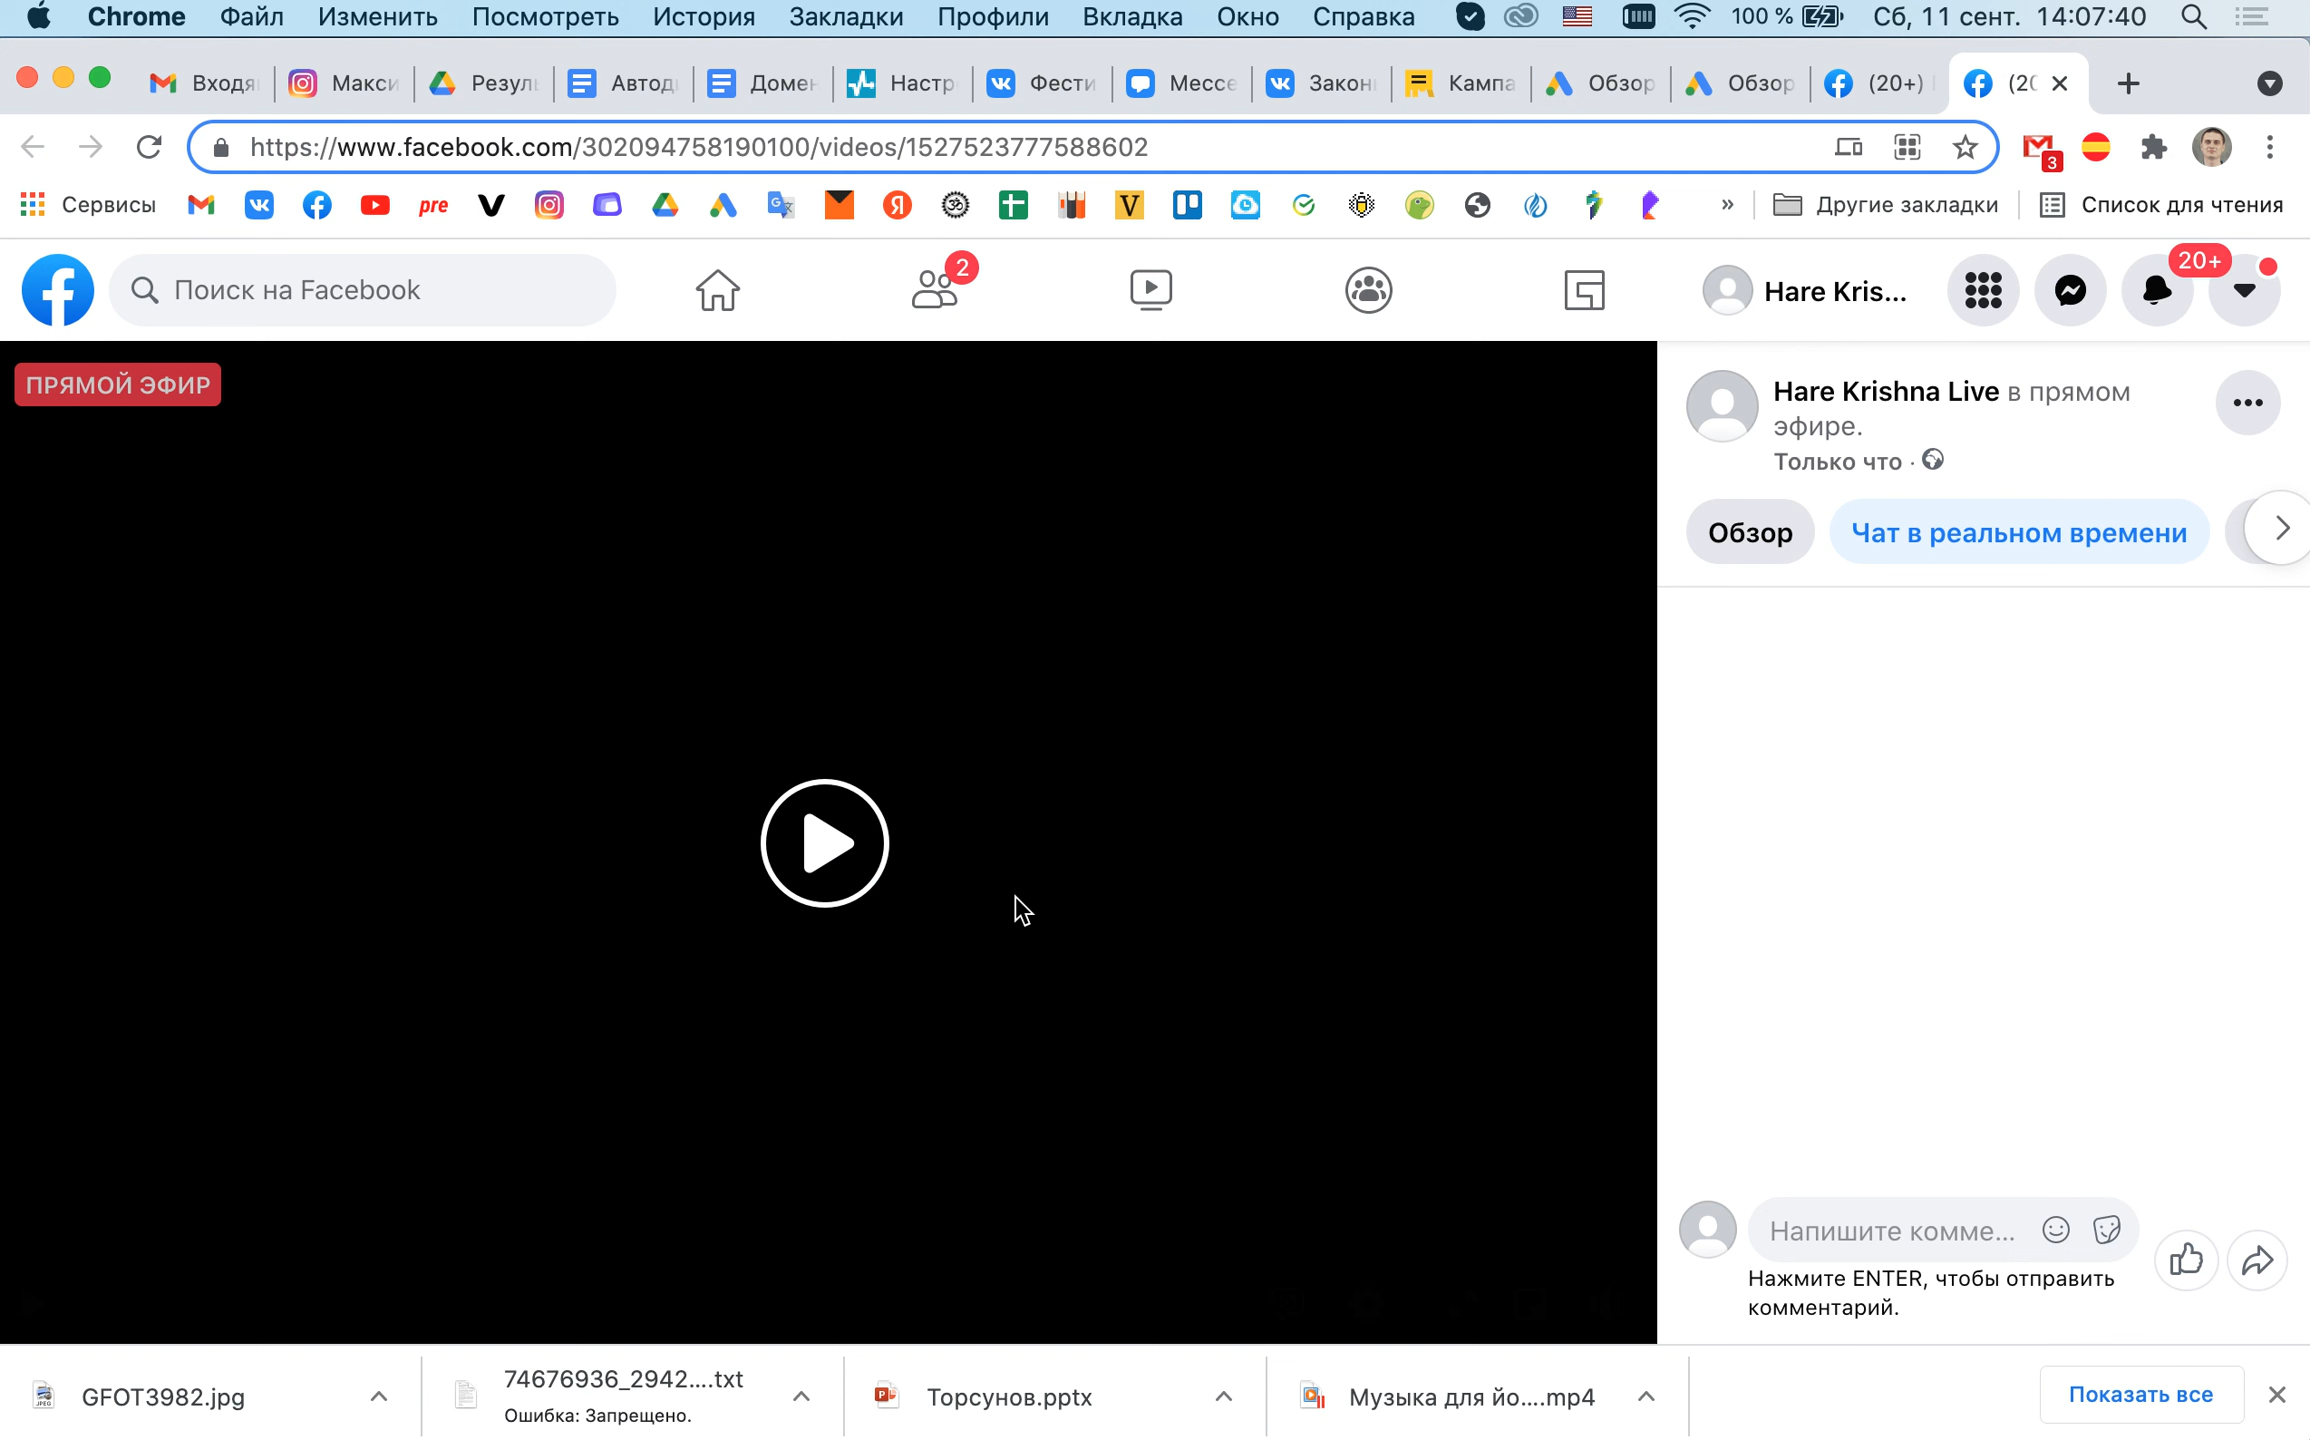 Chrome Файл Изменить Посмотреть История Закладки Профили Вкладка Окно Справка 100 % Сб, 11 сент. 14:07:40
Входя Макси Резул Автод Домен Настр Фести Мессе Закон Кампа Обзор Обзор (20+) (20
https://www.facebook.com/302094758190100/videos/1527523777588602
3
Сервисы pre Другие закладки Список для чтения
Поиск на Facebook
2
Hare Kris...
20+
ПРЯМОЙ ЭФИР
Hare Krishna Live в прямом
эфире.
Только что ·
Обзор Чат в реальном времени
Напишите комме...
Нажмите ENTER, чтобы отправить
комментарий.
GFOT3982.jpg
74676936_2942....txt
Ошибка: Запрещено.
Торсунов.pptx
Музыка для йо....mp4
Показать все